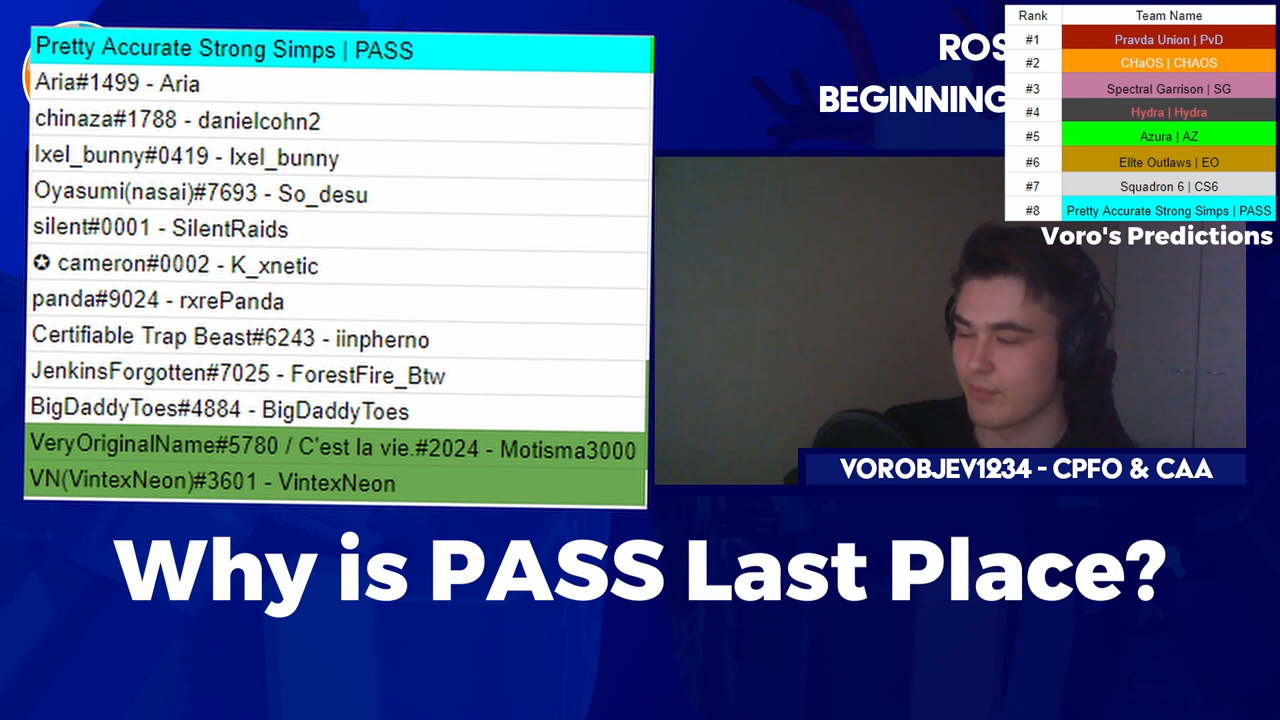 Pretty Accurate Strong Simps | PASS
Aria#1499 - Aria
chinaza#1788 - danielcohn2
Ixel_bunny#0419 - Ixel_bunny
Oyasumi(nasai)#7693 - So_desu
silent#0001 - SilentRaids
✪ cameron#0002 - K_xnetic
panda#9024 - rxrePanda
Certifiable Trap Beast#6243 - iinpherno
JenkinsForgotten#7025 - ForestFire_Btw
BigDaddyToes#4884 - BigDaddyToes
VeryOriginalName#5780 / C'est la vie.#2024 - Motisma3000
VN(VintexNeon)#3601 - VintexNeon
ROS
BEGINNING
Rank Team Name
#1 Pravda Union | PvD
#2 CHaOS | CHAOS
#3 Spectral Garrison | SG
#4 Hydra | Hydra
#5 Azura | AZ
#6 Elite Outlaws | EO
#7 Squadron 6 | CS6
#8 Pretty Accurate Strong Simps | PASS
Voro's Predictions
VOROBJEV1234 - CPFO & CAA
Why is PASS Last Place?